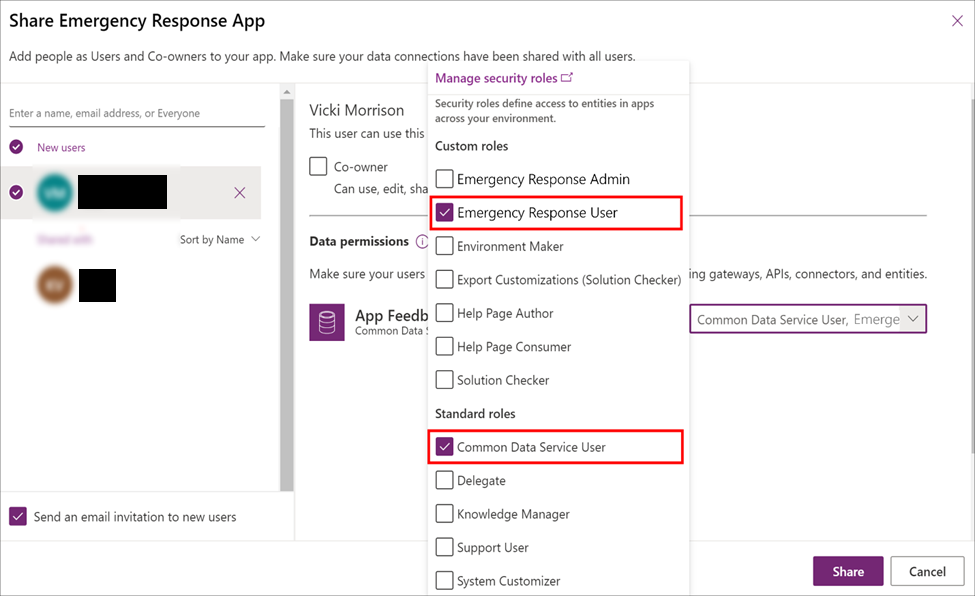 Share Emergency Response App
Add people as Users and Co-owners to your app. Make sure your data connections have been shared with all users.
Enter a name, email address, or Everyone
New users
Sort by Name
Send an email invitation to new users
Vicki Morrison
This user can use this
Co-owner
Can use, edit, sha
Data permissions
Make sure your users
ing gateways, APIs, connectors, and entities.
App Feedb
Common Data S
Common Data Service User, Emerge
Manage security roles
Security roles define access to entities in apps
across your environment.
Custom roles
Emergency Response Admin
Emergency Response User
Environment Maker
Export Customizations (Solution Checker)
Help Page Author
Help Page Consumer
Solution Checker
Standard roles
Common Data Service User
Delegate
Knowledge Manager
Support User
System Customizer
Share
Cancel